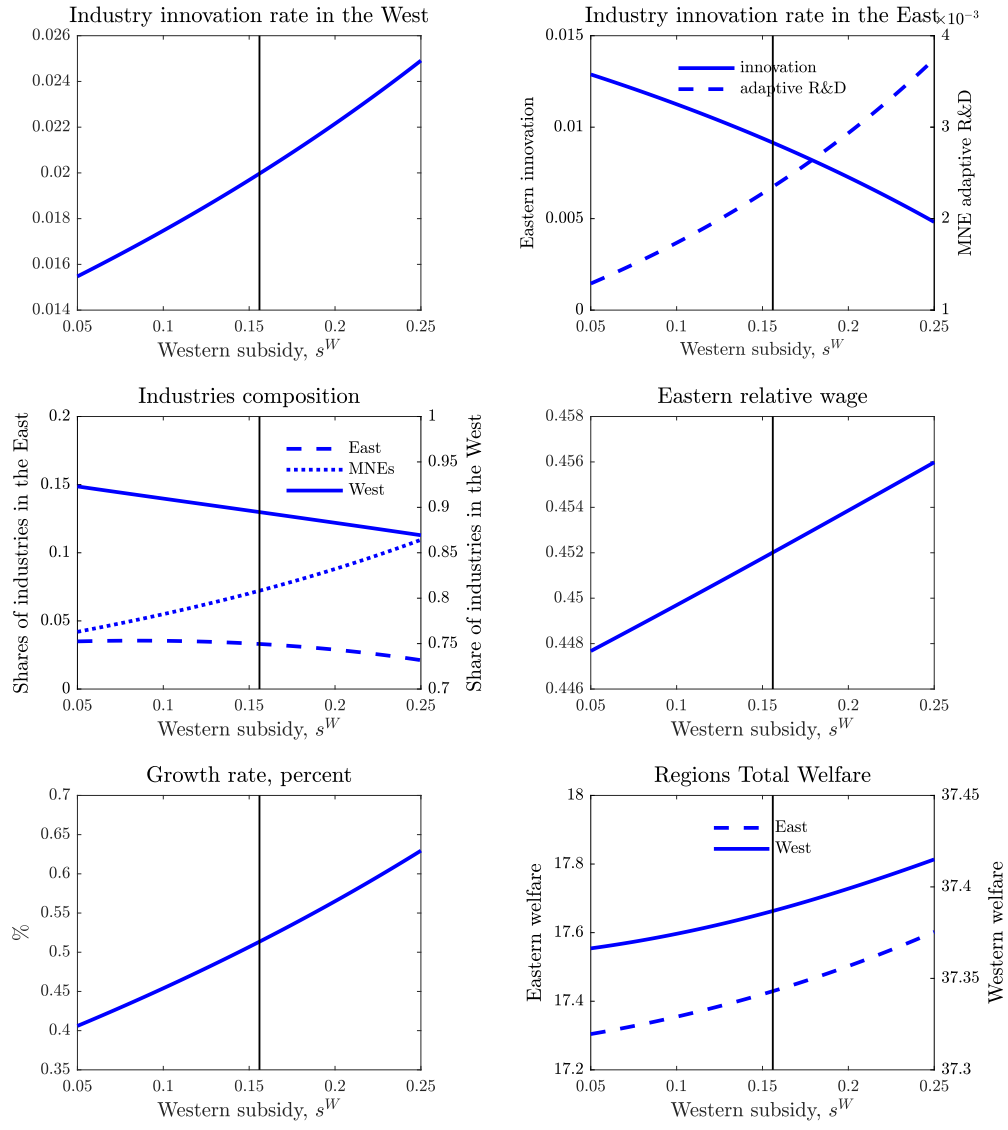 Industry innovation rate in the West
0.026
0.024
0.022
0.02
0.018
0.016
0.014
0.05 0.1 0.15 0.2 0.25
Western subsidy, s^W
Industry innovation rate in the East
×10^-3
0.015
0.01
0.005
0
4
3
2
1
innovation
adaptive R&D
Eastern innovation
MNE adaptive R&D
0.05 0.1 0.15 0.2 0.25
Western subsidy, s^W
Industries composition
0.2
0.15
0.1
0.05
0
1
0.95
0.9
0.85
0.8
0.75
0.7
East
MNEs
West
Shares of industries in the East
Share of industries in the West
0.05 0.1 0.15 0.2 0.25
Western subsidy, s^W
Eastern relative wage
0.458
0.456
0.454
0.452
0.45
0.448
0.446
0.05 0.1 0.15 0.2 0.25
Western subsidy, s^W
Growth rate, percent
0.7
0.65
0.6
0.55
0.5
0.45
0.4
0.35
%
0.05 0.1 0.15 0.2 0.25
Western subsidy, s^W
Regions Total Welfare
18
17.8
17.6
17.4
17.2
37.45
37.4
37.35
37.3
East
West
Eastern welfare
Western welfare
0.05 0.1 0.15 0.2 0.25
Western subsidy, s^W